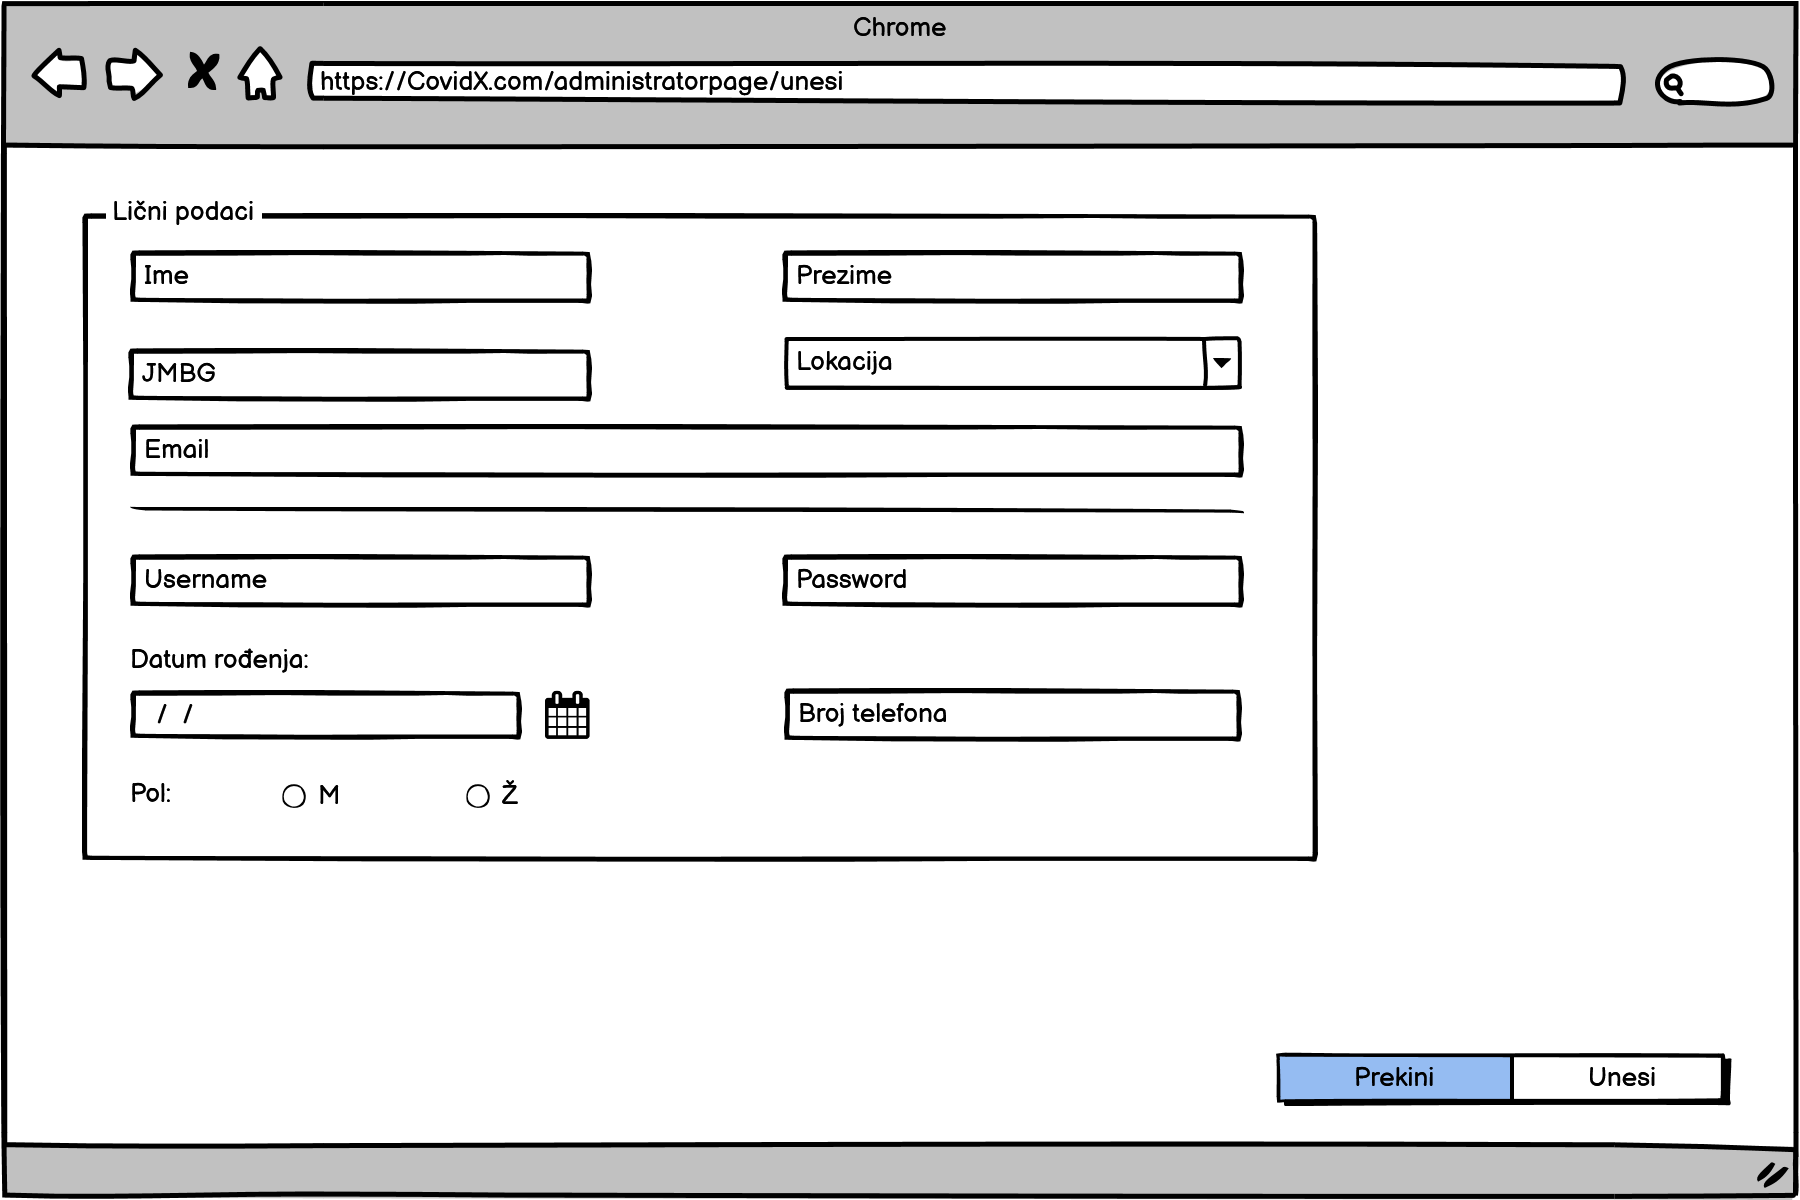 Chrome
https://CovidX.com/administratorpage/unesi
Lični podaci
Ime
Prezime
JMBG
Lokacija
Email
Username
Password
Datum rođenja:
/ /
Broj telefona
Pol:
M
Ž
Prekini
Unesi